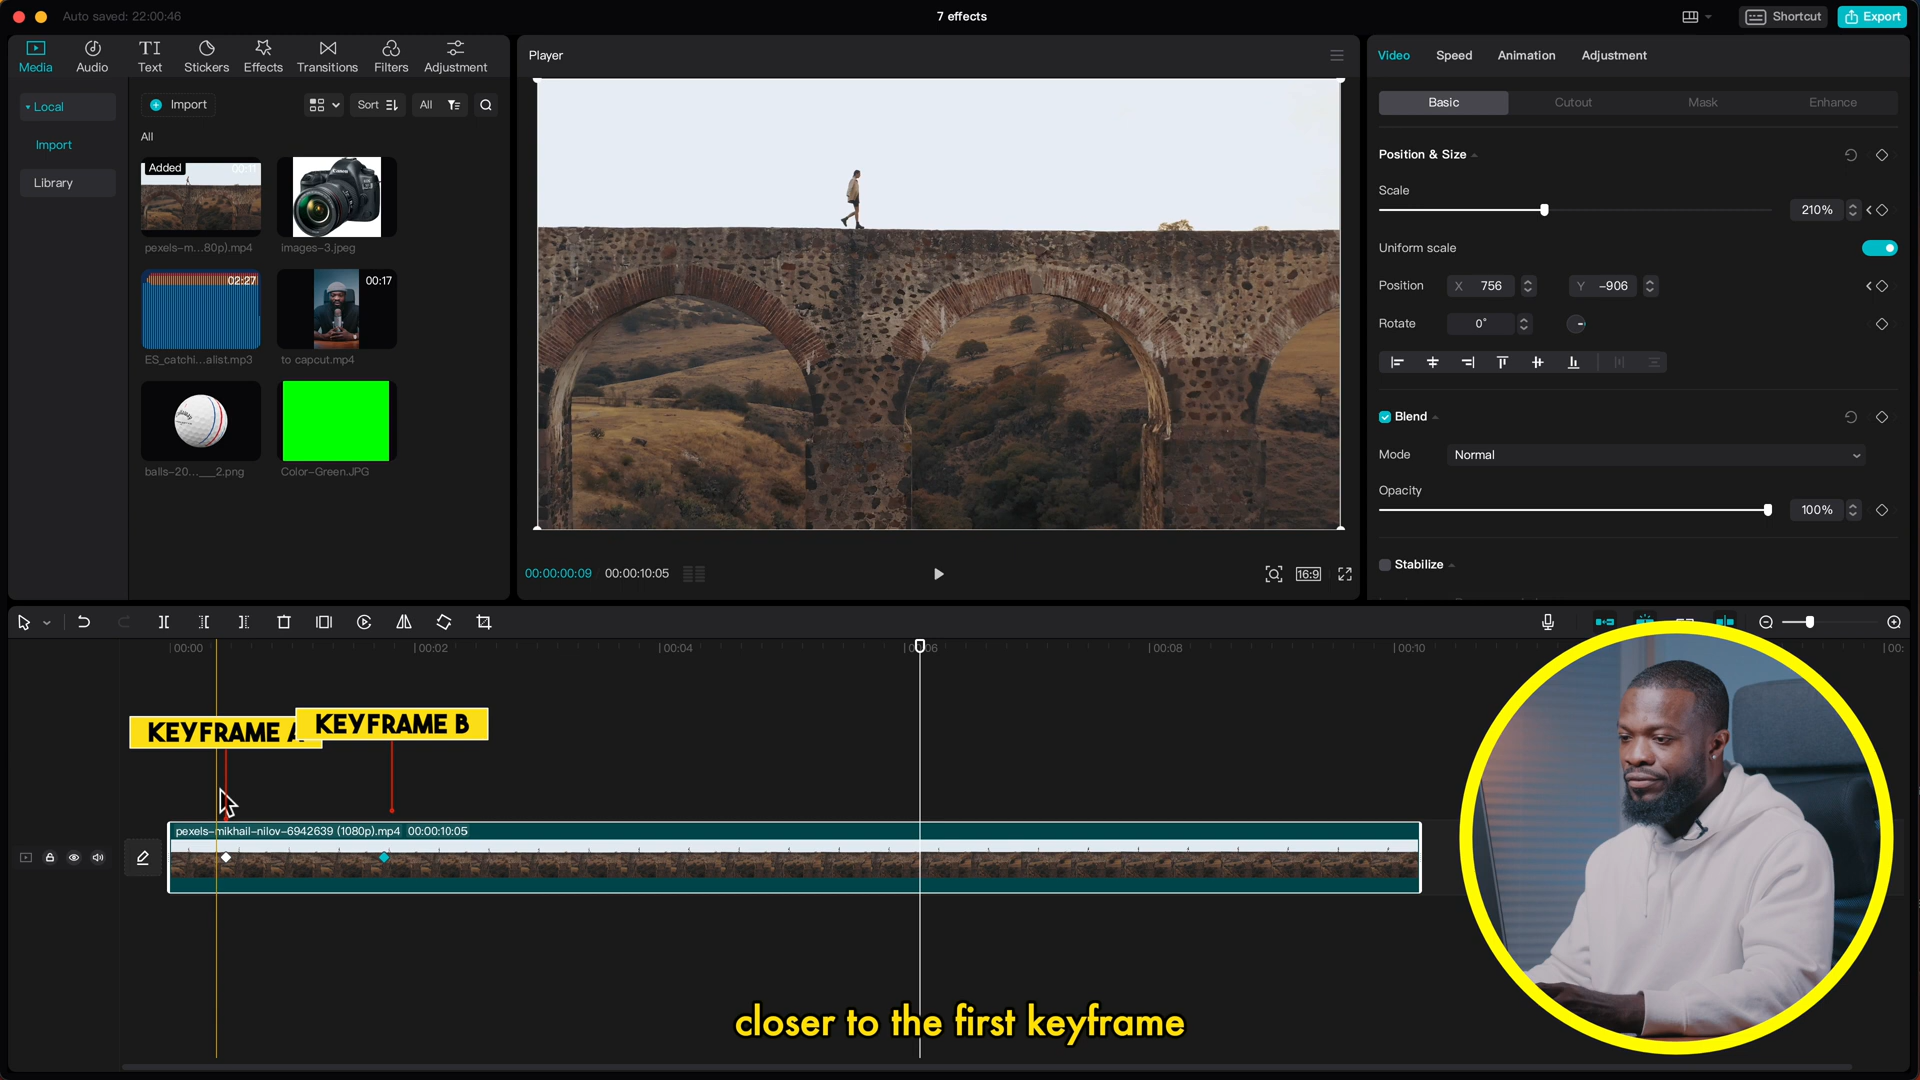 Auto saved: 22:00:46
7 effects
Shortcut
Export
Media
Audio
TI
Text
Stickers
Effects
Transitions
Filters
Adjustment
Local
Import
Library
Import
Sort
All
All
Added
pexels-m...80p).mp4
Canon
images-3.jpeg
02:27
ES_catchi...alist.mp3
00:17
to capcut.mp4
balls-20...___2.png
Color-Green.JPG
Player
00:00:00:09
00:00:10:05
16:9
Video
Speed
Animation
Adjustment
Basic
Cutout
Mask
Enhance
Position & Size
Scale
210%
Uniform scale
Position
X 756
Y -906
Rotate
0°
Blend
Mode
Normal
Opacity
100%
Stabilize
00:00
00:02
00:04
00:08
00:10
KEYFRAME
KEYFRAME B
pexels-mikhail-nilov-6942639 (1080p).mp4 00:00:10:05
closer to the first keyframe